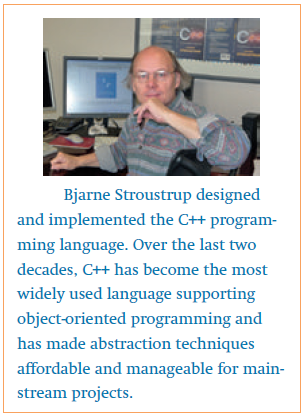 C++
Bjarne Stroustrup designed
and implemented the C++ program-
ming language. Over the last two
decades, C++ has become the most
widely used language supporting
object-oriented programming and
has made abstraction techniques
affordable and manageable for main-
stream projects.